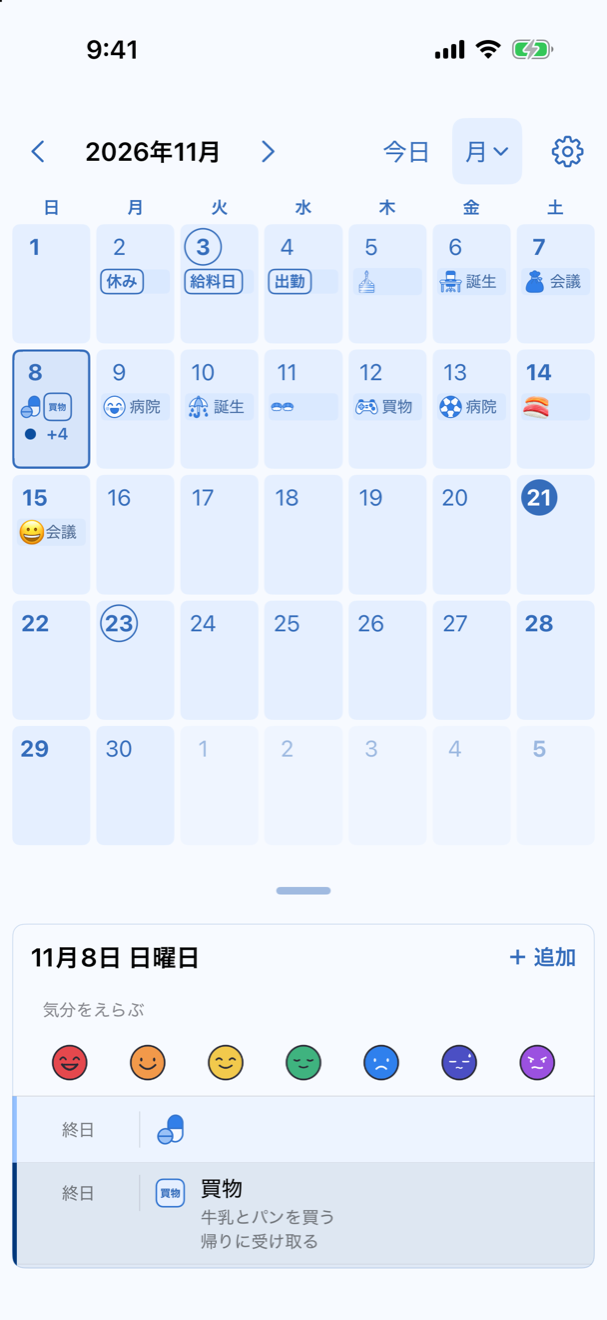 9:41
2026年11月
今日
月
日 月 火 水 木 金 土
1 2 3 4 5 6 7
休み 給料日 出勤 誕生 会議
8 9 10 11 12 13 14
買物 病院 誕生 買物 病院
+4
15 16 17 18 19 20 21
会議
22 23 24 25 26 27 28
29 30 1 2 3 4 5
11月8日 日曜日
+ 追加
気分をえらぶ
終日
終日 買物 買物
牛乳とパンを買う
帰りに受け取る